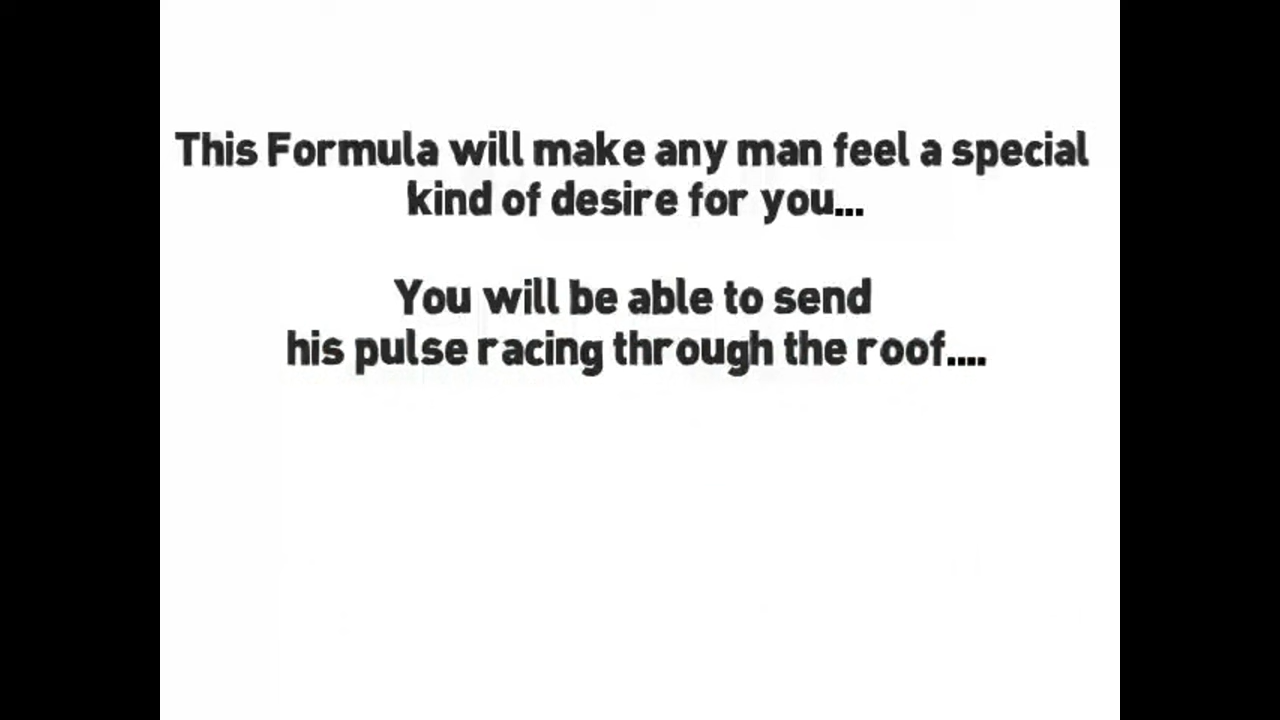 This Formula will make any man feel a special
kind of desire for you...
You will be able to send
his pulse racing through the roof....